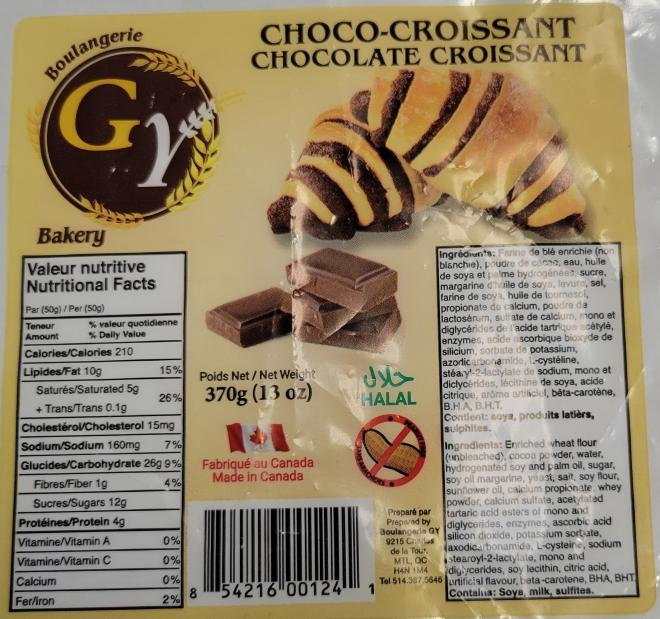 Boulangerie
GY
Bakery
CHOCO-CROISSANT
CHOCOLATE CROISSANT
Valeur nutritive
Nutritional Facts
Par (50g) / Per (50g)
Teneur % valeur quotidienne
Amount % Daily Value
Calories/Calories 210
Lipides/Fat 10g 15%
Saturés/Saturated 5g
26%
+ Trans/Trans 0.1g
Cholestérol/Cholesterol 15mg
Sodium/Sodium 160mg 7%
Glucides/Carbohydrate 26g 9%
Fibres/Fiber 1g 4%
Sucres/Sugars 12g
Protéines/Protein 4g
Vitamine/Vitamin A 0%
Vitamine/Vitamin C 0%
Calcium 0%
Fer/Iron 2%
Poids Net / Net Weight
370g (13 oz)
حلال
HALAL
Fabriqué au Canada
Made in Canada
8 54216 00124 1
Préparé par
Prepared by
Boulangerie GY
9215 Charles
de la Tour,
MTL, QC
H4N 1M4
Tel 514.387.5646
Ingrédients: Farine de blé enrichie (non
blanchie), poudre de cacao, eau, huile
de soya et palme hydrogénées, sucre,
margarine d'huile de soya, levure, sel,
farine de soya, huile de tournesol,
propionate de calcium, poudre de
lactosérum, sulfate de calcium, mono et
diglycérides de l'acide tartrique acétylé,
enzymes, acide ascorbique bioxyde de
silicium, sorbate de potassium,
azodicarbonamide, L-cystéline,
stéaryl-2-lactylate de sodium, mono et
diclycérides, lécithine de soya, acide
citrique, arôme artificiel, bêta-carotène,
B.H.A, B.H.T.
Contient: soya, produits latièrs,
sulphites.
Ingredients: Enriched wheat flour
(unbleached), cocoa powder, water,
hydrogenated soy and palm oil, sugar,
soy oil margarine, yeast, salt, soy flour,
sunflower oil, calcium propionate, whey
powder, calcium sulfate, acetylated
tartaric acid esters of mono and
diglycerides, enzymes, ascorbic acid
silicon dioxide, potassium sorbate,
axodicarbonamide, L-cysteine, sodium
stearoyl-2-lactylate, mono and
diglycerides, soy lecithin, citric acid,
artificial flavour, beta-carotene, BHA, BHT.
Contains: Soya, milk, sulfites.